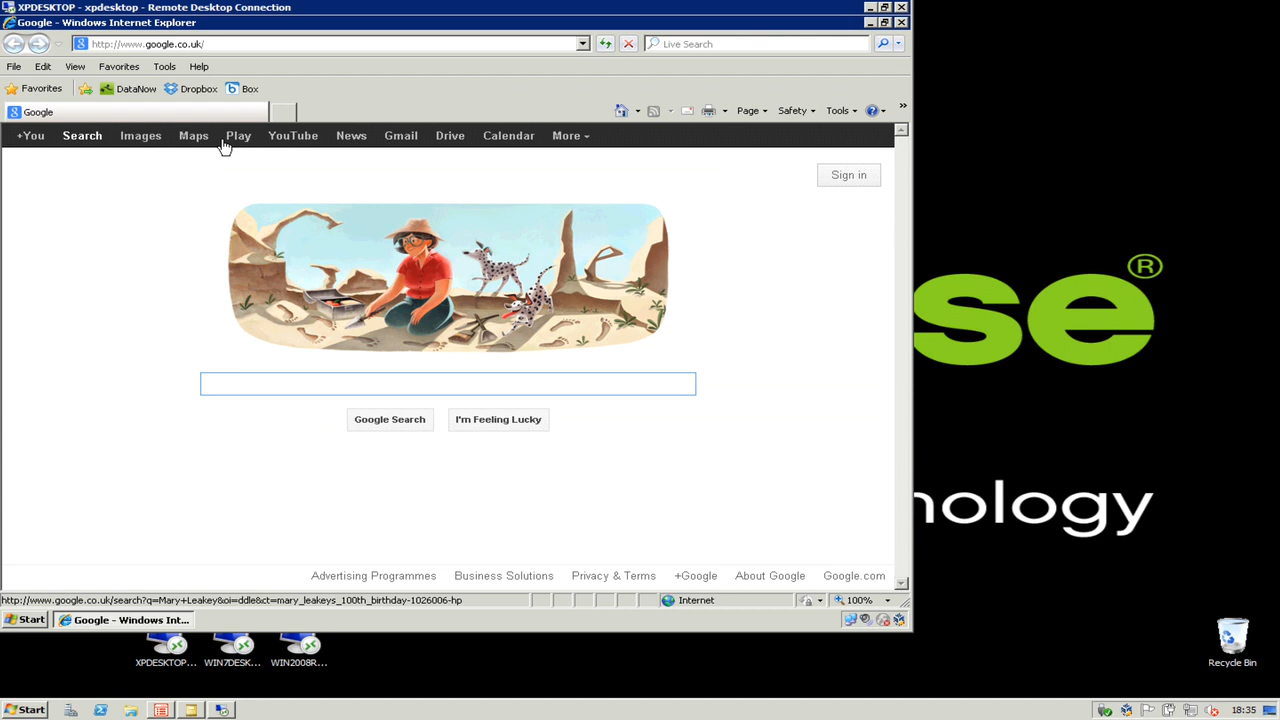 XPDESKTOP - xpdesktop - Remote Desktop Connection
Google - Windows Internet Explorer
http://www.google.co.uk/
Live Search
File Edit View Favorites Tools Help
Favorites DataNow Dropbox Box
Google
Page Safety Tools »
+You Search Images Maps Play YouTube News Gmail Drive Calendar More
Sign in
Google Search I'm Feeling Lucky
Advertising Programmes Business Solutions Privacy & Terms +Google About Google Google.com
http://www.google.co.uk/search?q=Mary+Leakey&oi=ddle&ct=mary_leakeys_100th_birthday-1026006-hp
Internet
100%
Start Google - Windows Int...
se®
nology
XPDESKTOP... WIN7DESK... WIN2008R...
Recycle Bin
Start
18:35